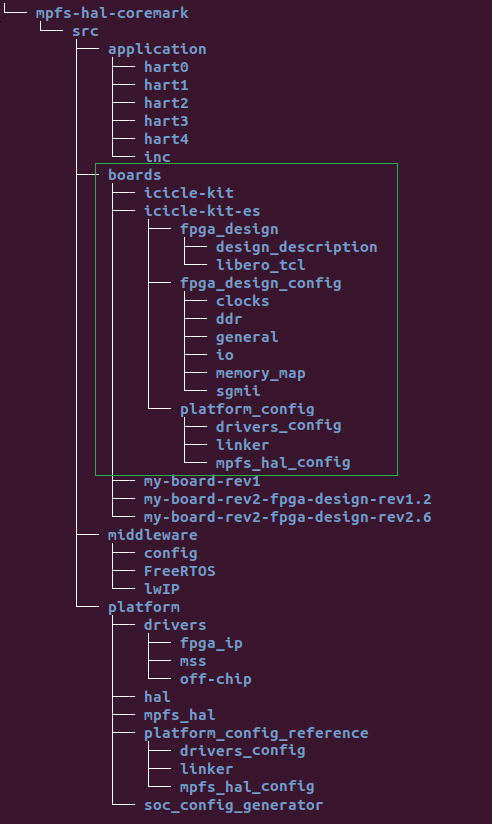 mpfs-hal-coremark
src
application
hart0
hart1
hart2
hart3
hart4
inc
boards
icicle-kit
icicle-kit-es
fpga_design
design_description
libero_tcl
fpga_design_config
clocks
ddr
general
io
memory_map
sgmii
platform_config
drivers_config
linker
mpfs_hal_config
my-board-rev1
my-board-rev2-fpga-design-rev1.2
my-board-rev2-fpga-design-rev2.6
middleware
config
FreeRTOS
lwIP
platform
drivers
fpga_ip
mss
off-chip
hal
mpfs_hal
platform_config_reference
drivers_config
linker
mpfs_hal_config
soc_config_generator